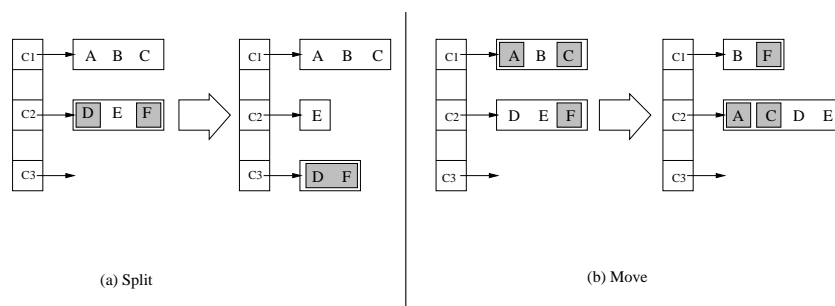 C1 A B C
C2 D E F
C3
C1 A B C
C2 E
C3 D F
(a) Split
C1 A B C
C2 D E F
C3
C1 B F
C2 A C D E
C3
(b) Move